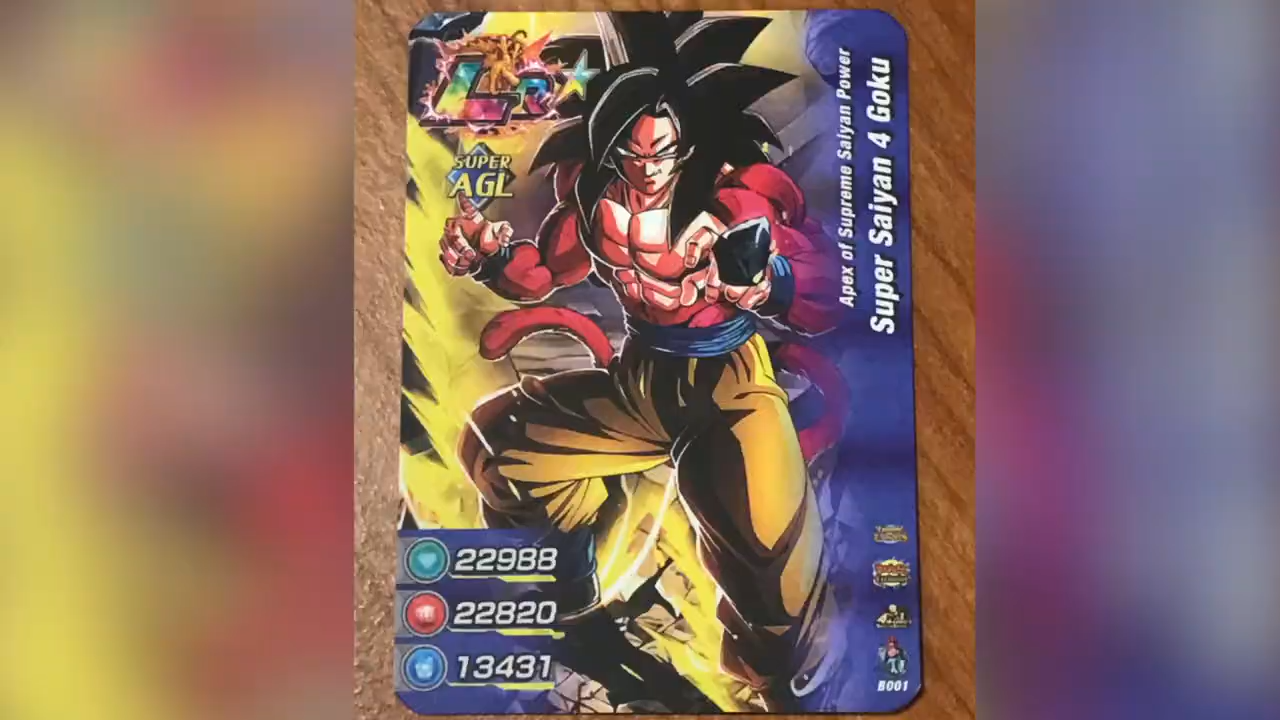 LR
SUPER
AGL
Apex of Supreme Saiyan Power
Super Saiyan 4 Goku
22988
22820
13431
B001